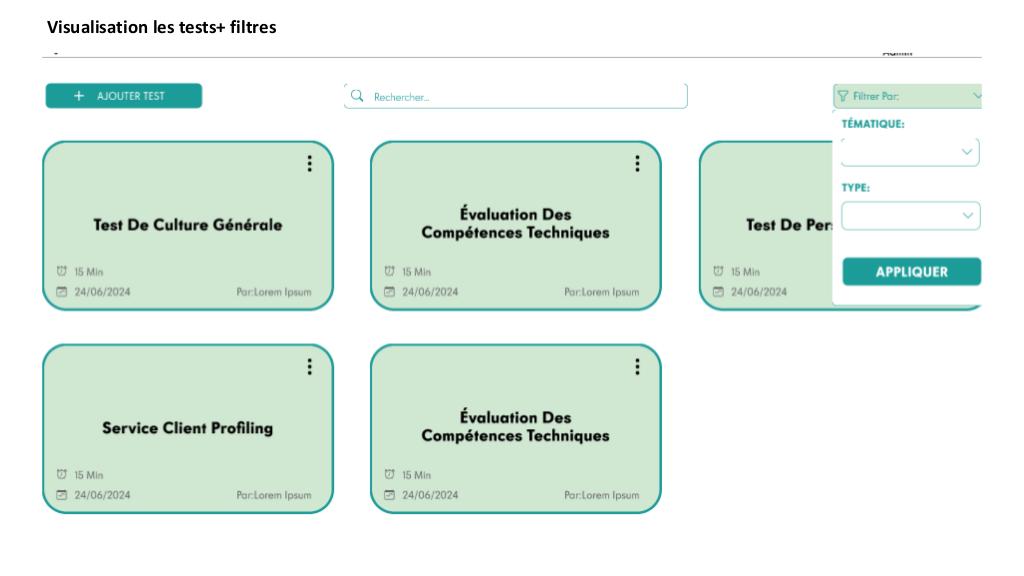 Visualisation les tests+ filtres
AJOUTER TEST
Rechercher...
Filtrer Par:
TÉMATIQUE:
TYPE:
APPLIQUER
Test De Culture Générale
15 Min
24/06/2024
Par:Lorem Ipsum
Évaluation Des
Compétences Techniques
15 Min
24/06/2024
Par:Lorem Ipsum
Test De
15 Min
24/06/2024
Service Client Profiling
15 Min
24/06/2024
Par:Lorem Ipsum
Évaluation Des
Compétences Techniques
15 Min
24/06/2024
Par:Lorem Ipsum